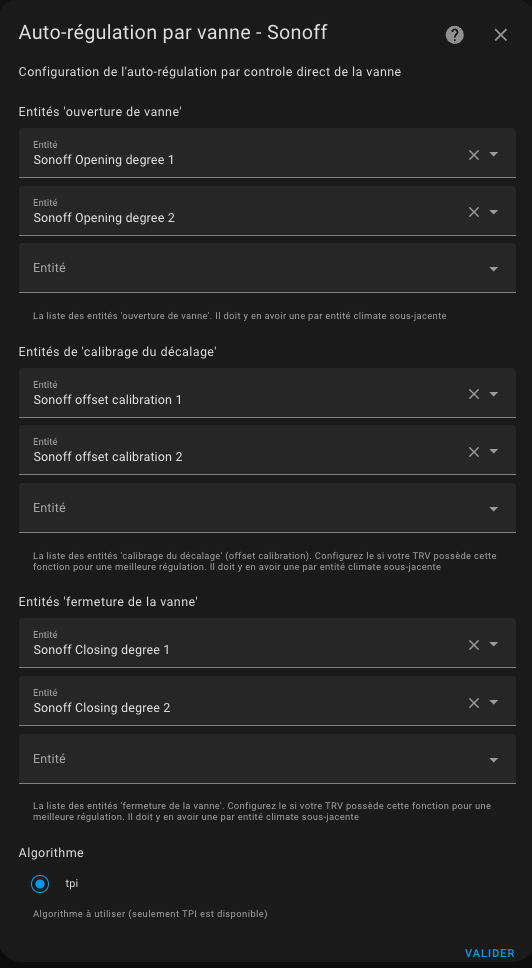 Auto-régulation par vanne - Sonoff
Configuration de l'auto-régulation par controle direct de la vanne
Entités 'ouverture de vanne'
Entité
Sonoff Opening degree 1
Entité
Sonoff Opening degree 2
Entité
La liste des entités 'ouverture de vanne'. Il doit y en avoir une par entité climate sous-jacente
Entités de 'calibrage du décalage'
Entité
Sonoff offset calibration 1
Entité
Sonoff offset calibration 2
Entité
La liste des entités 'calibrage du décalage' (offset calibration). Configurez le si votre TRV possède cette
fonction pour une meilleure régulation. Il doit y en avoir une par entité climate sous-jacente
Entités 'fermeture de la vanne'
Entité
Sonoff Closing degree 1
Entité
Sonoff Closing degree 2
Entité
La liste des entités 'fermeture de la vanne'. Configurez le si votre TRV possède cette fonction pour une
meilleure régulation. Il doit y en avoir une par entité climate sous-jacente
Algorithme
tpi
Algorithme à utiliser (seulement TPI est disponible)
VALIDER